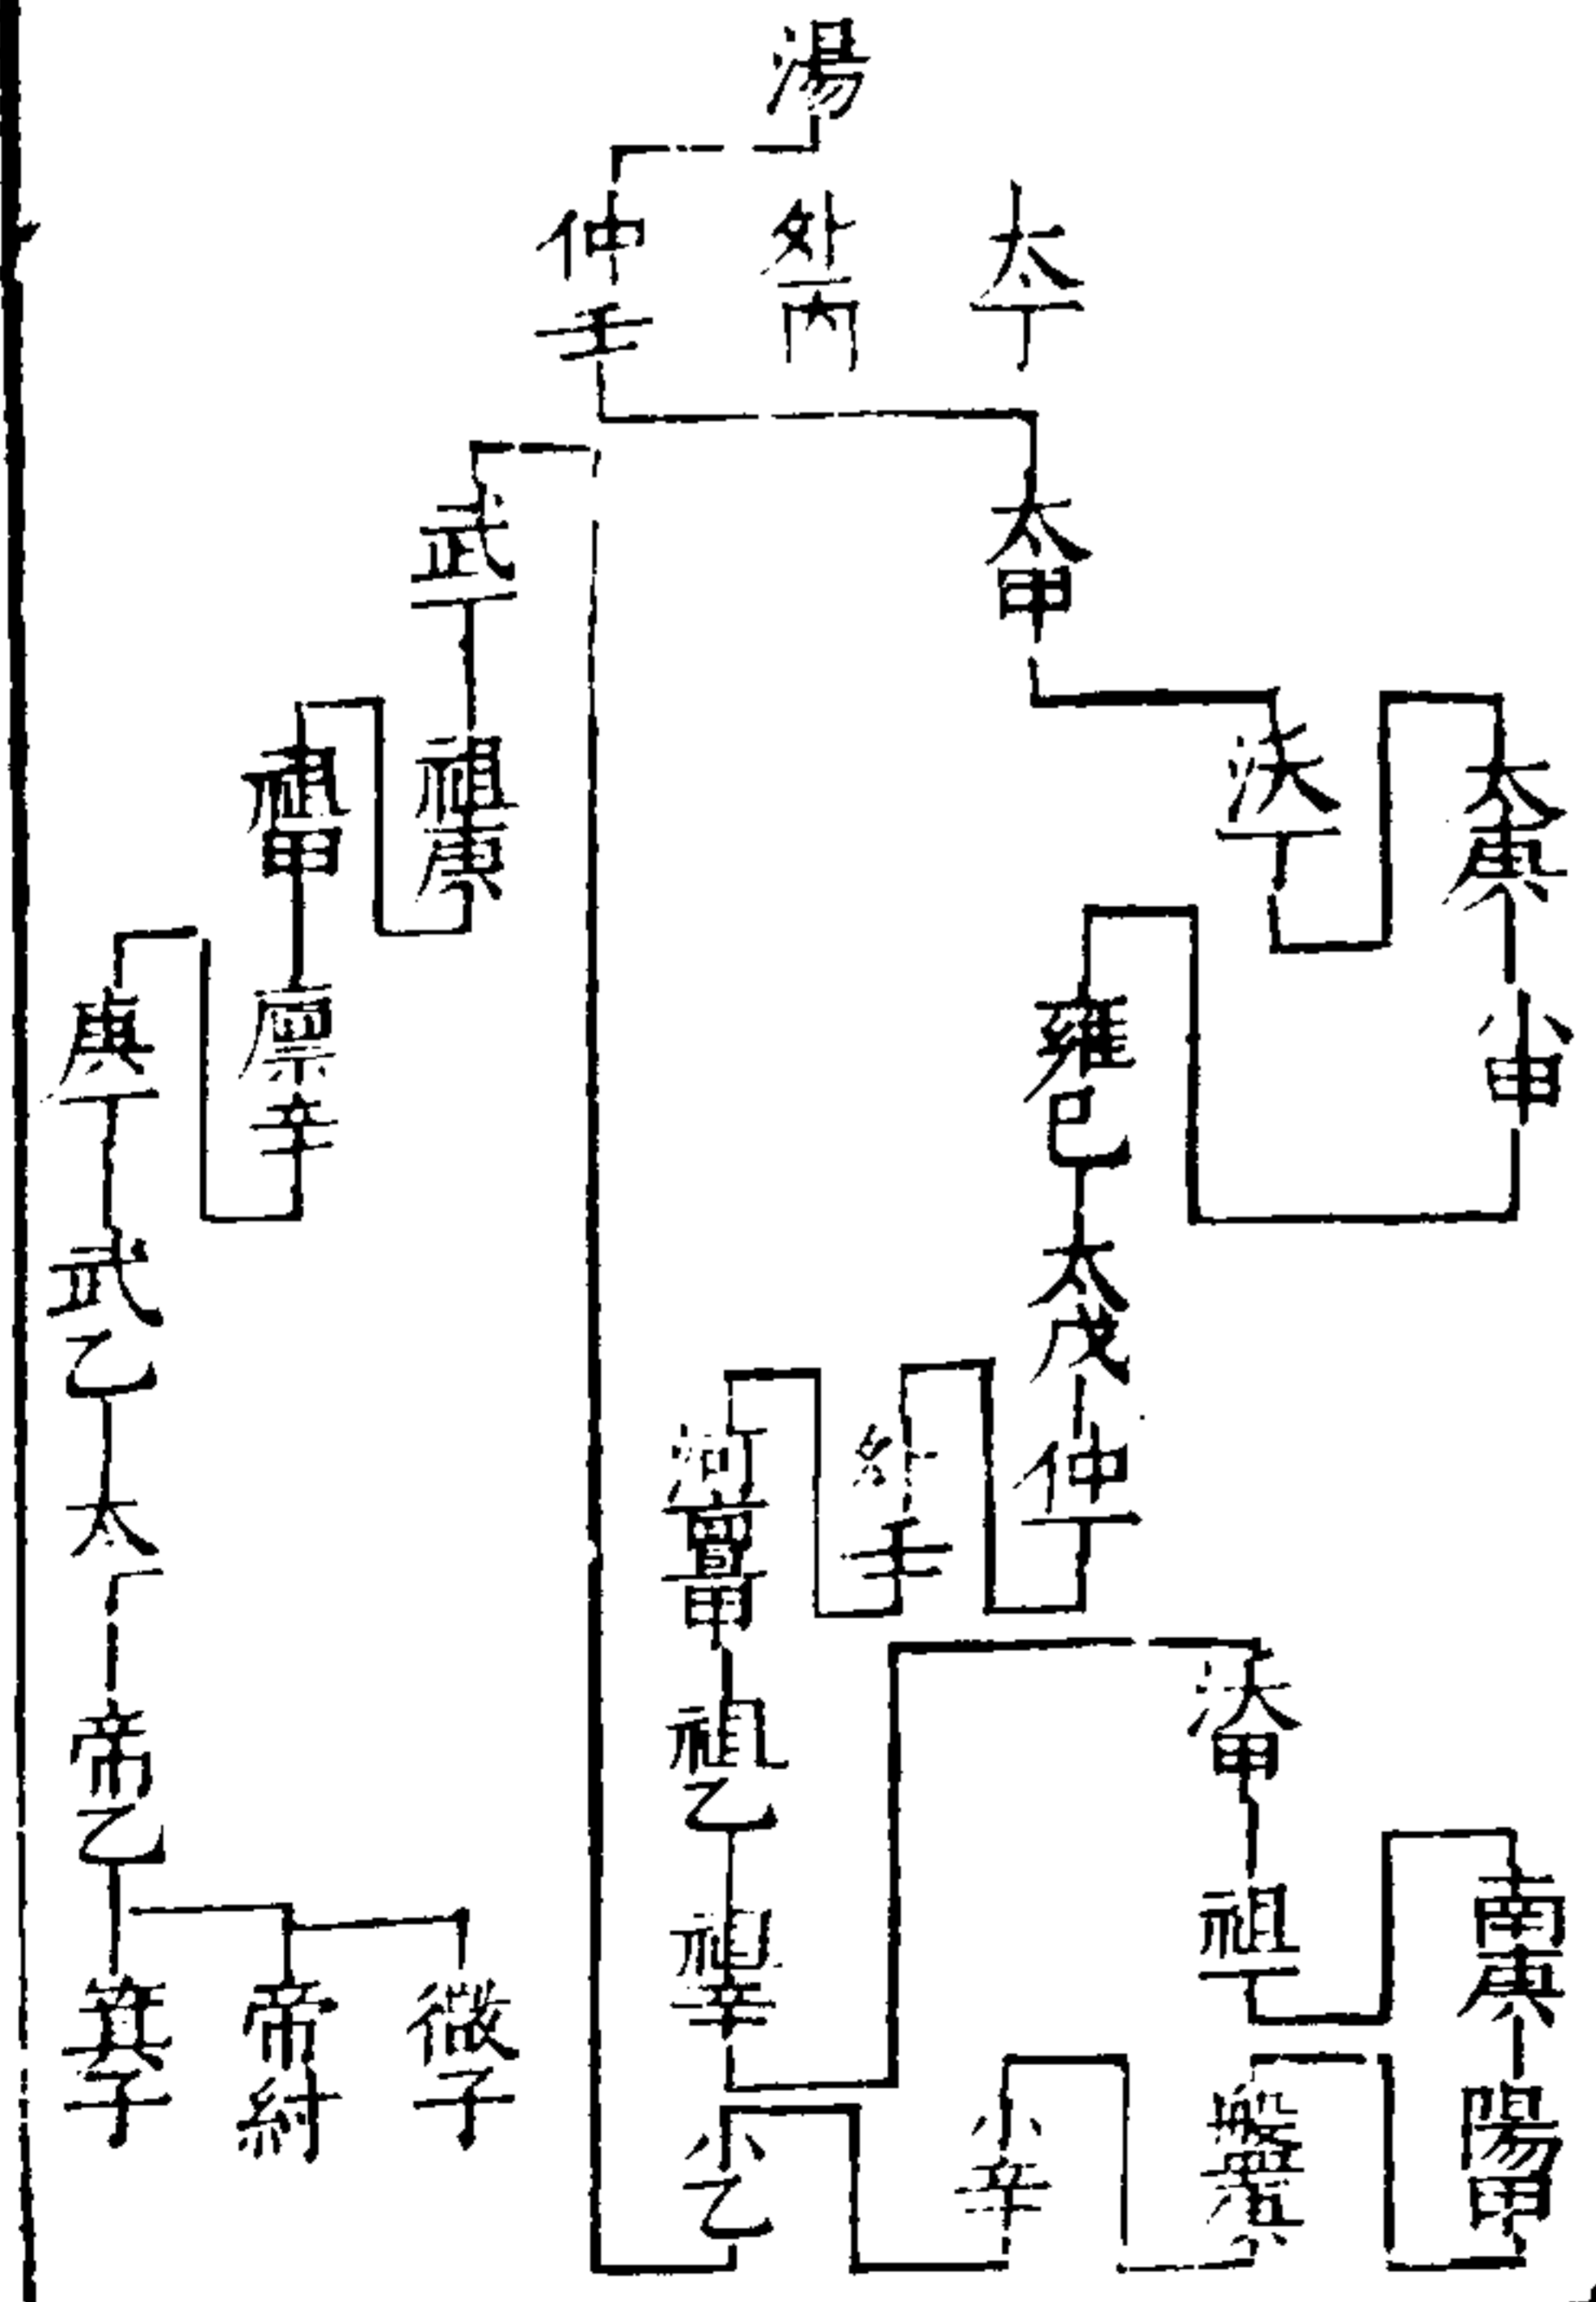 湯
太丁
外丙
仲壬
太甲
沃丁
太庚
小甲
雍己
太戊
仲丁
外壬
河亶甲
祖乙
祖辛
沃甲
祖丁
南庚
陽甲
盤庚
小辛
小乙
武丁
祖庚
祖甲
廩辛
庚丁
武乙
太丁
帝乙
微子
帝紂
箕子